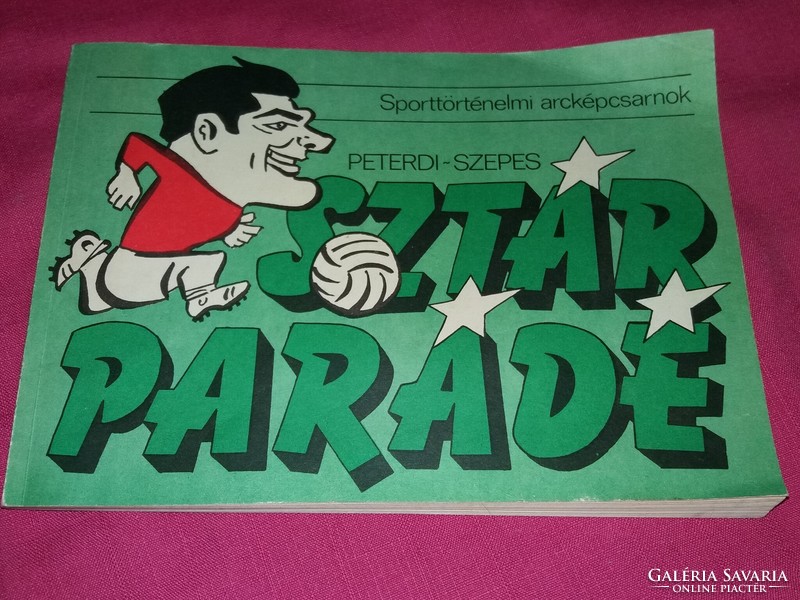 Sporttörténelmi arcképcsarnok
PETERDI-SZEPES
SZTÁR
PARÁDÉ
GALÉRIA SAVARIA
ONLINE PIACTÉR